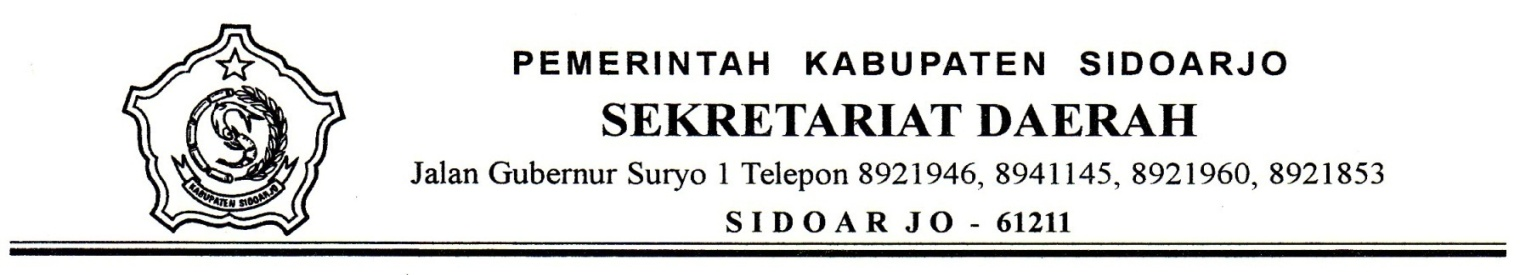 PEMERINTAH KABUPATEN SIDOARJO
SEKRETARIAT DAERAH
Jalan Gubernur Suryo 1 Telepon 8921946, 8941145, 8921960, 8921853
SIDOARJO - 61211
KABUPATEN SIDOARJO